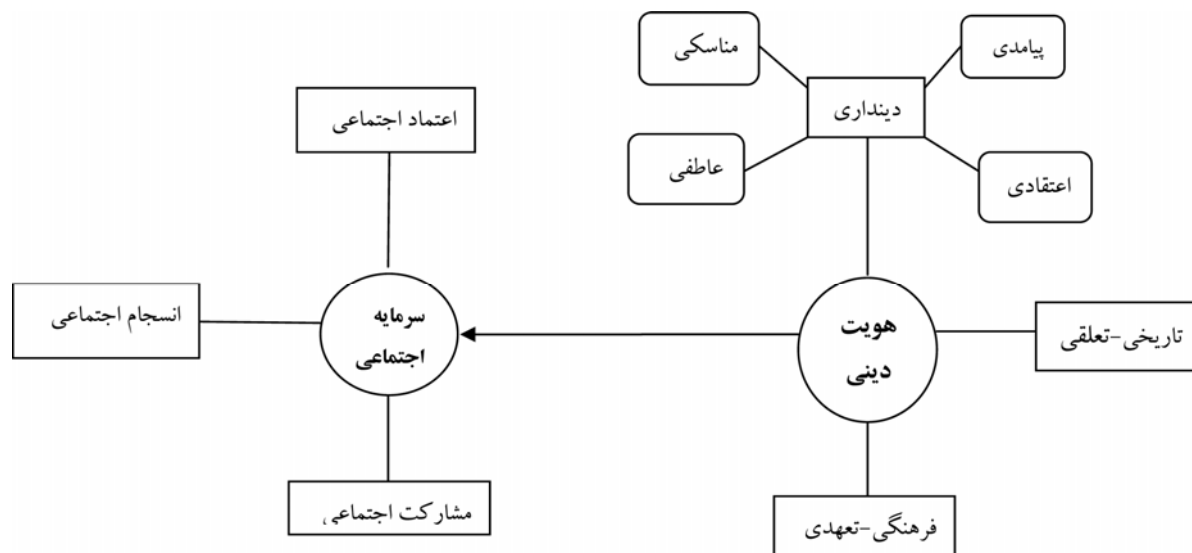 پیامدی
مناسکی
دینداری
اعتماد اجتماعی
عاطفی
اعتقادی
هویت
دینی
سرمایه
اجتماعی
انسجام اجتماعی
تاریخی-تعلقی
مشارکت اجتماعی
فرهنگی-تعهدی